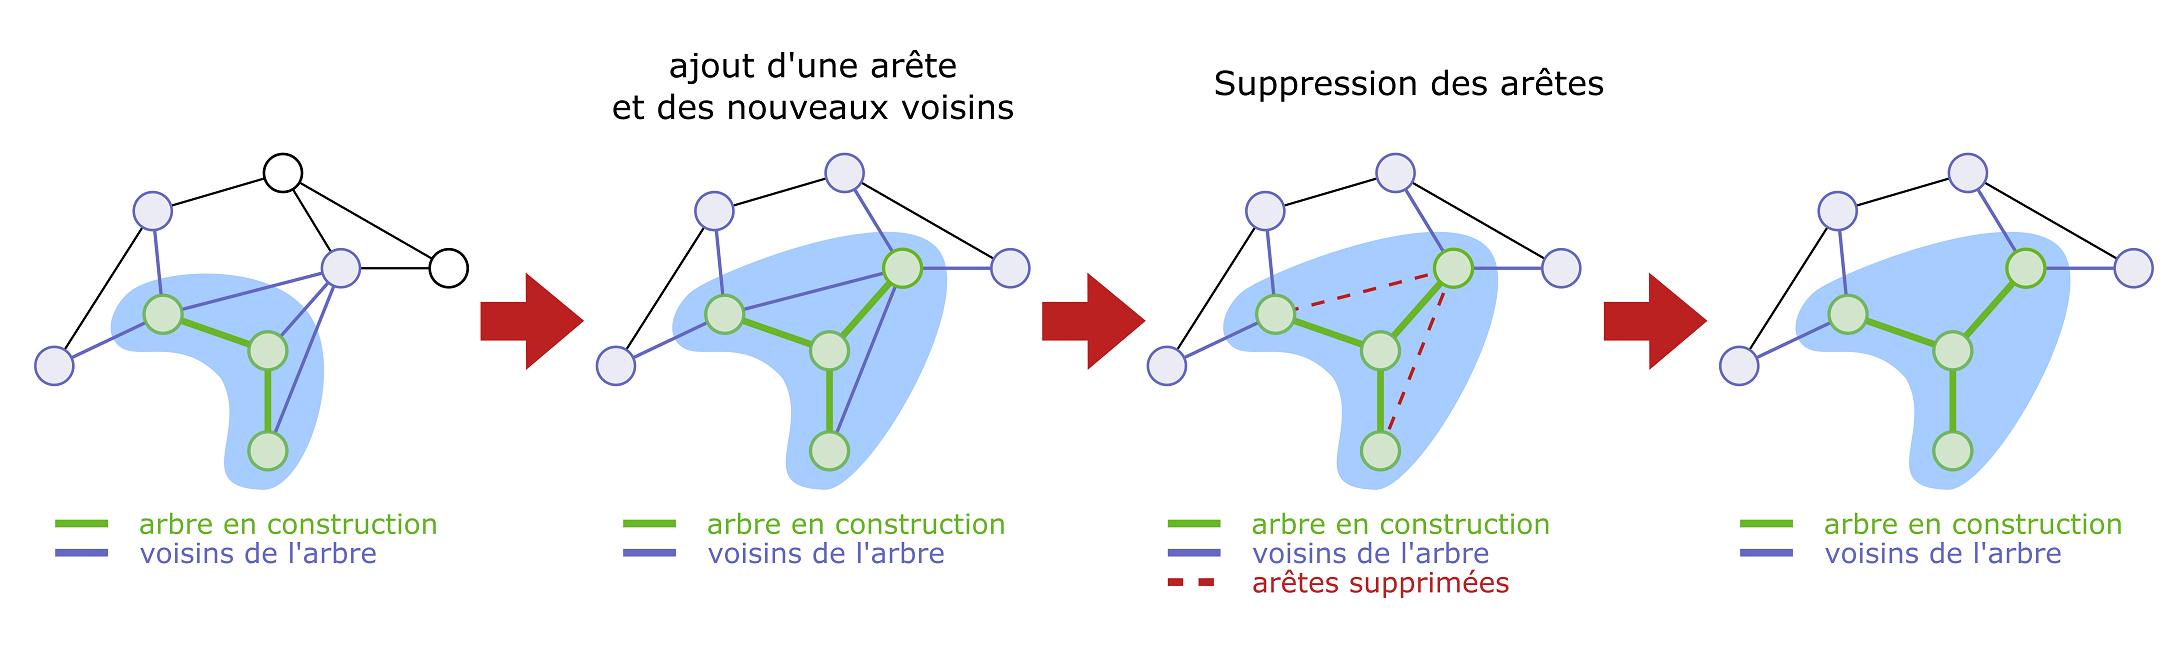 ajout d'une arête
et des nouveaux voisins
Suppression des arêtes
arbre en construction
voisins de l'arbre
arbre en construction
voisins de l'arbre
arbre en construction
voisins de l'arbre
arêtes supprimées
arbre en construction
voisins de l'arbre